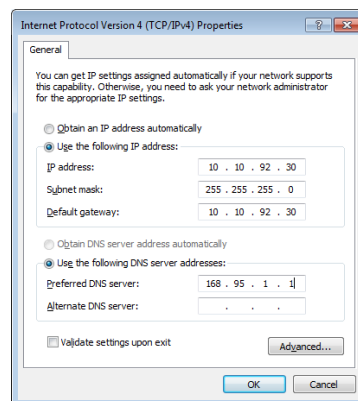 Internet Protocol Version 4 (TCP/IPv4) Properties
General
You can get IP settings assigned automatically if your network supports
this capability. Otherwise, you need to ask your network administrator
for the appropriate IP settings.
Obtain an IP address automatically
Use the following IP address:
IP address: 10 . 10 . 92 . 30
Subnet mask: 255 . 255 . 255 . 0
Default gateway: 10 . 10 . 92 . 30
Obtain DNS server address automatically
Use the following DNS server addresses:
Preferred DNS server: 168 . 95 . 1 . 1
Alternate DNS server: . . .
Validate settings upon exit
Advanced...
OK Cancel